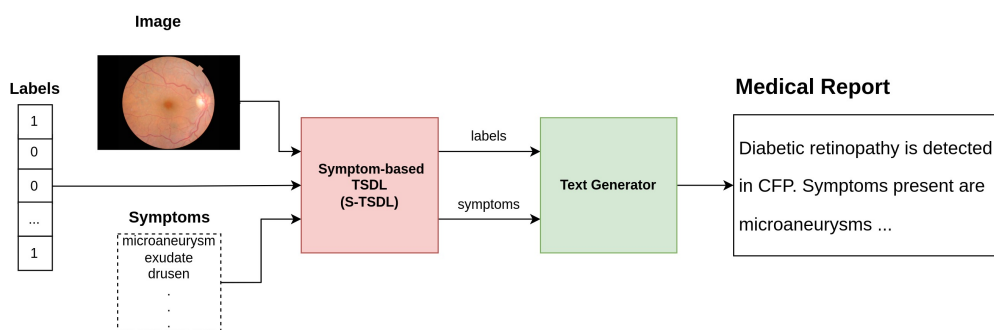 Image
Labels
1
0
0
...
1
Symptoms
microaneurysm
exudate
drusen
.
.
.
Symptom-based
TSDL
(S-TSDL)
labels
symptoms
Text Generator
Medical Report
Diabetic retinopathy is detected
in CFP. Symptoms present are
microaneurysms ...